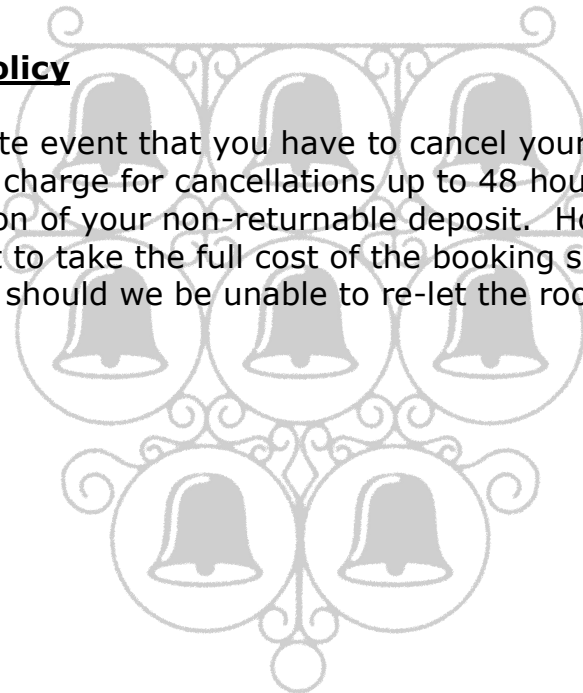 olicy
te event that you have to cancel your
charge for cancellations up to 48 hou
on of your non-returnable deposit. Ho
t to take the full cost of the booking s
should we be unable to re-let the roo